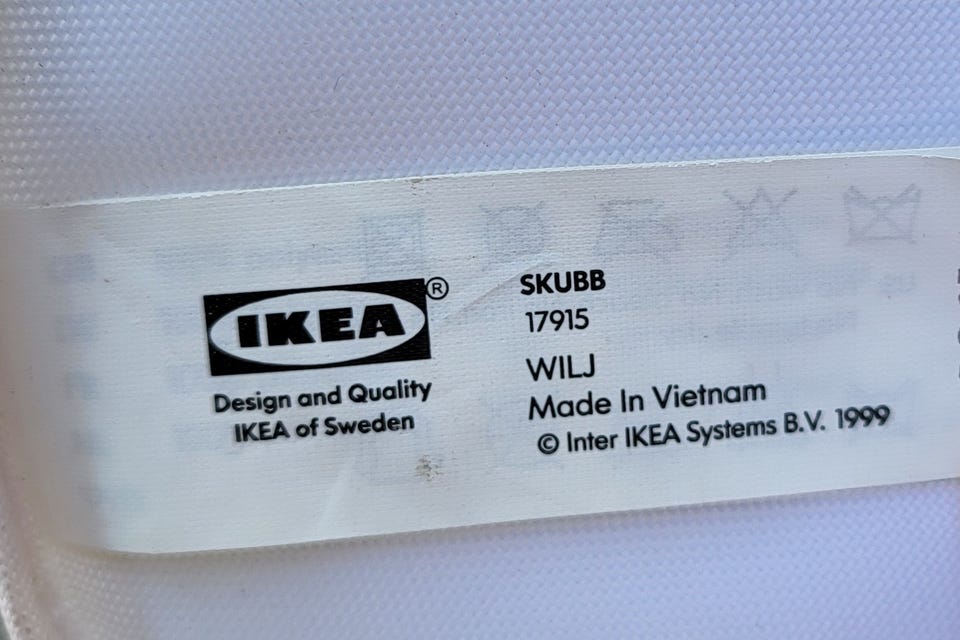 IKEA®
Design and Quality
IKEA of Sweden
SKUBB
17915
WILJ
Made In Vietnam
© Inter IKEA Systems B.V. 1999